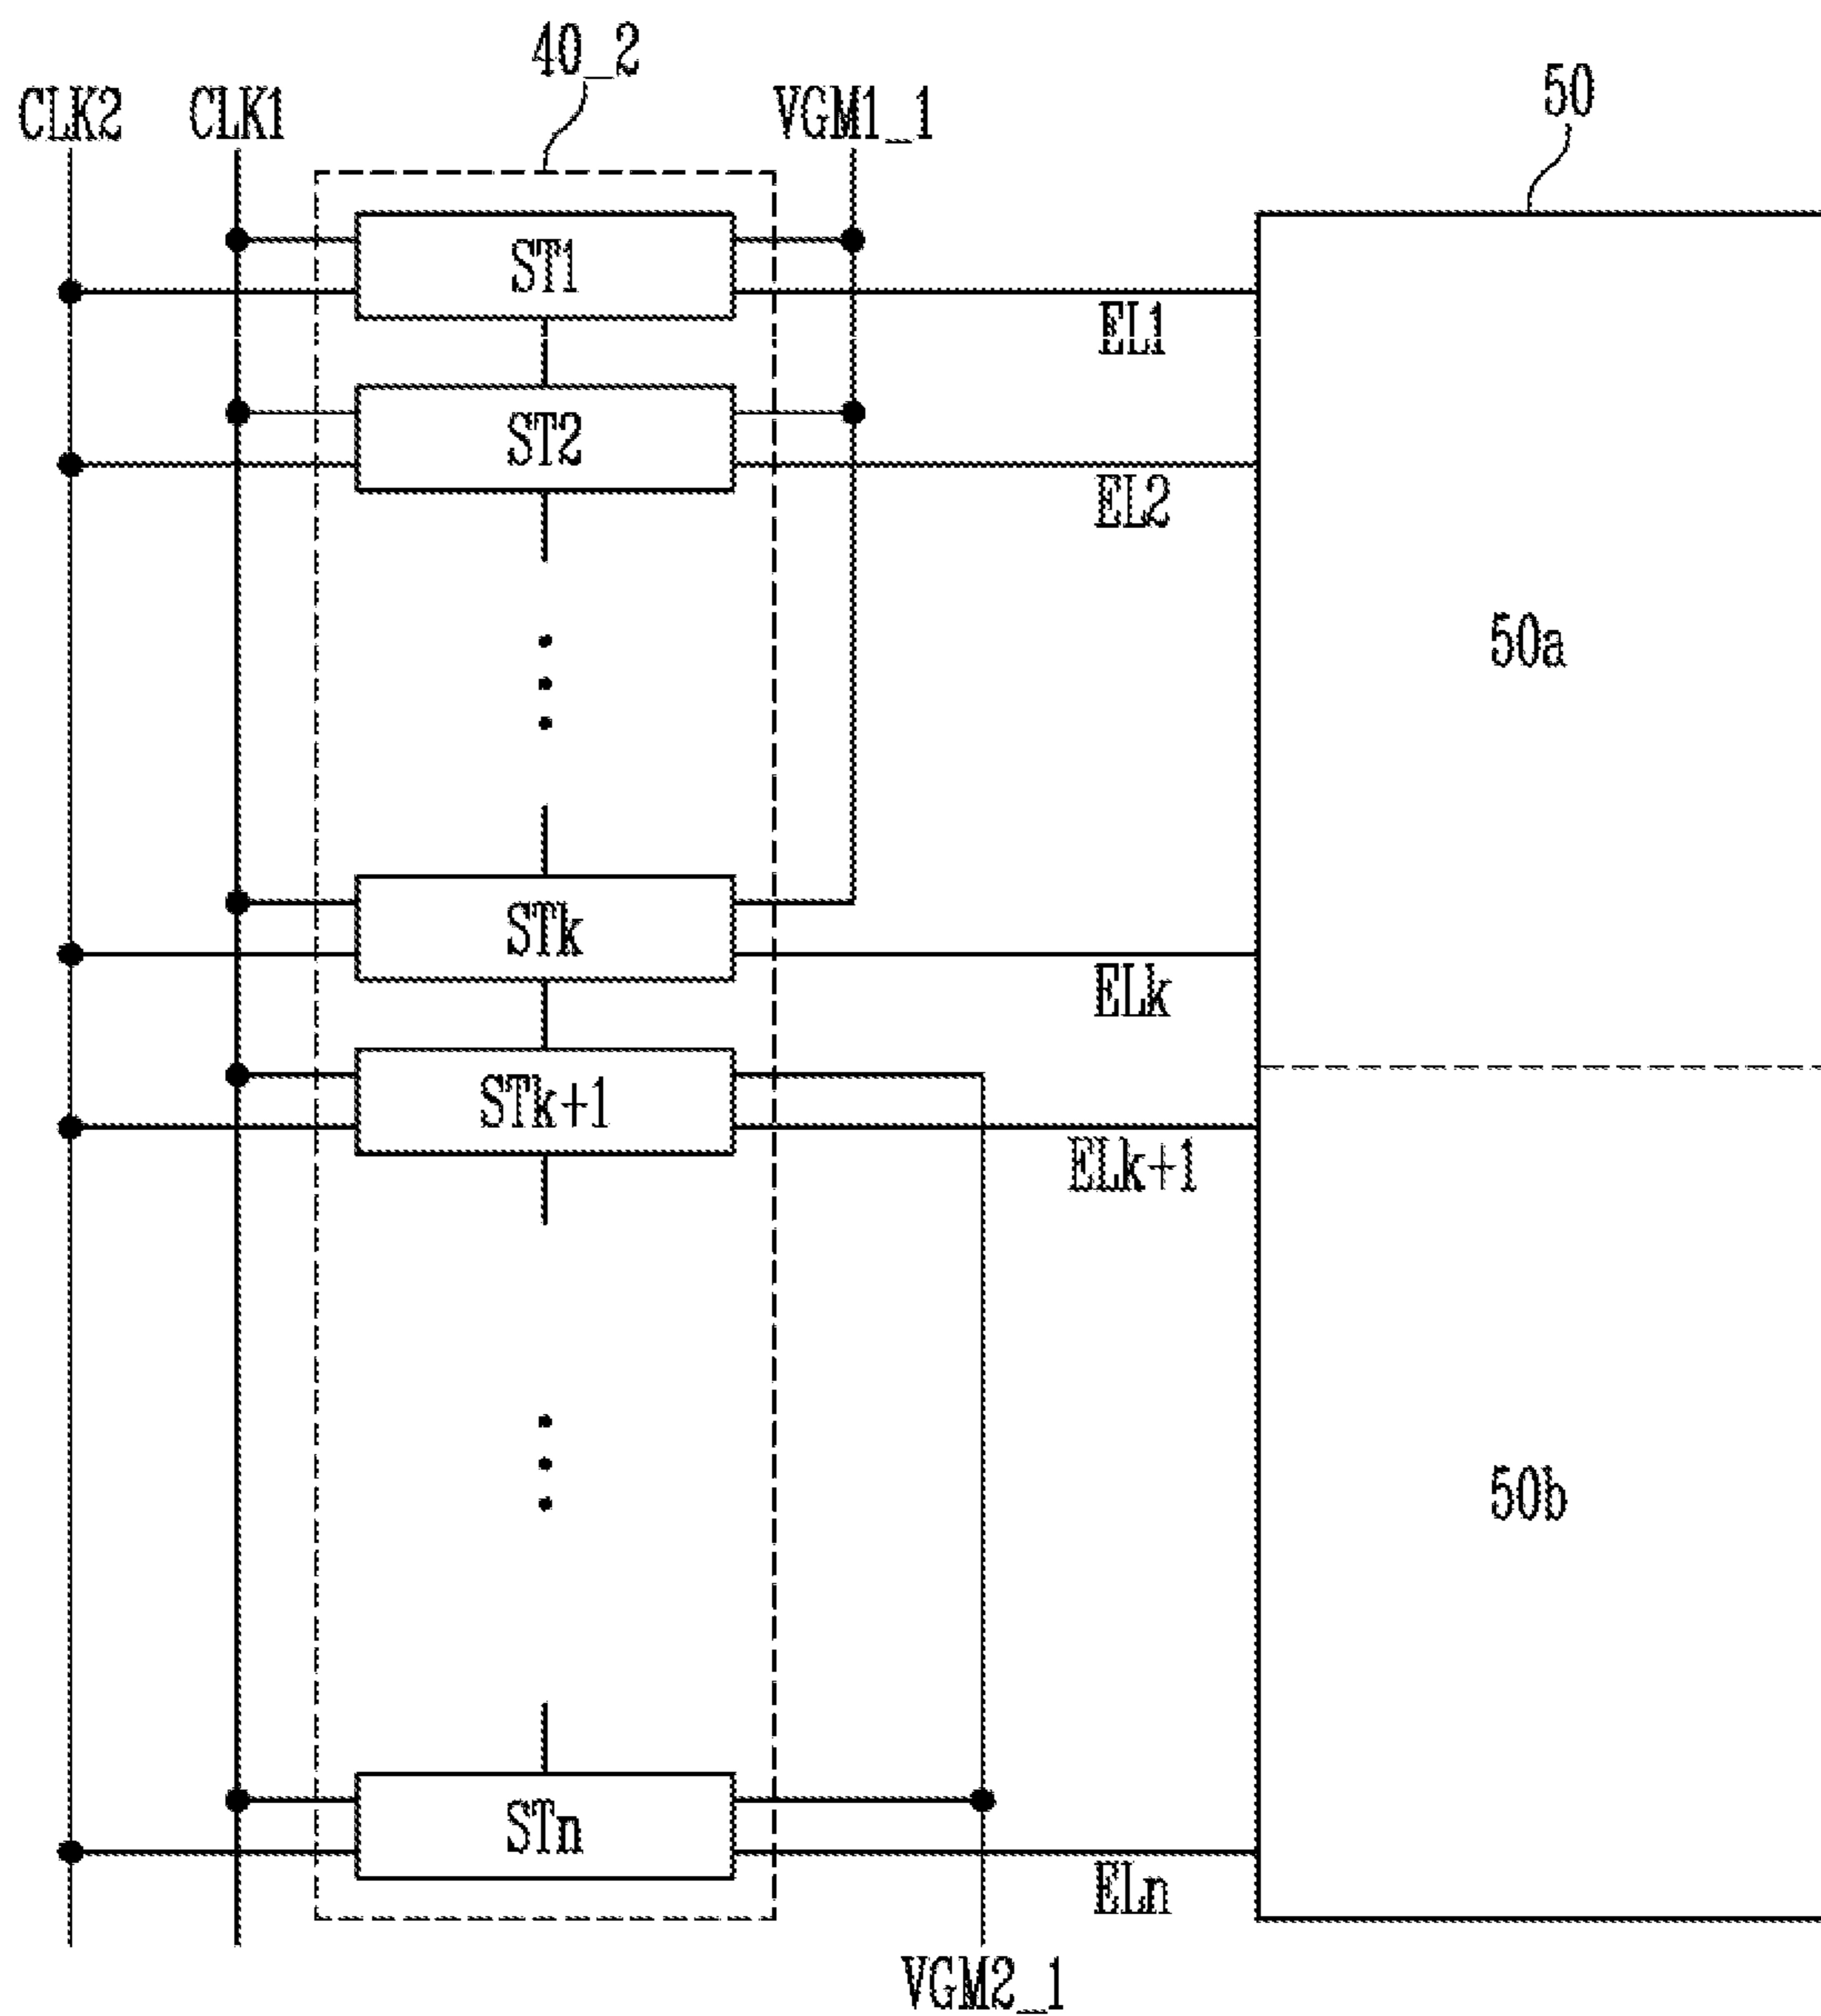 40_2
50
CLK2
CLK1
VGM1_1
ST1
EL1
ST2
EL2
50a
STk
ELk
STk+1
ELk+1
50b
STn
ELn
VGM2_1